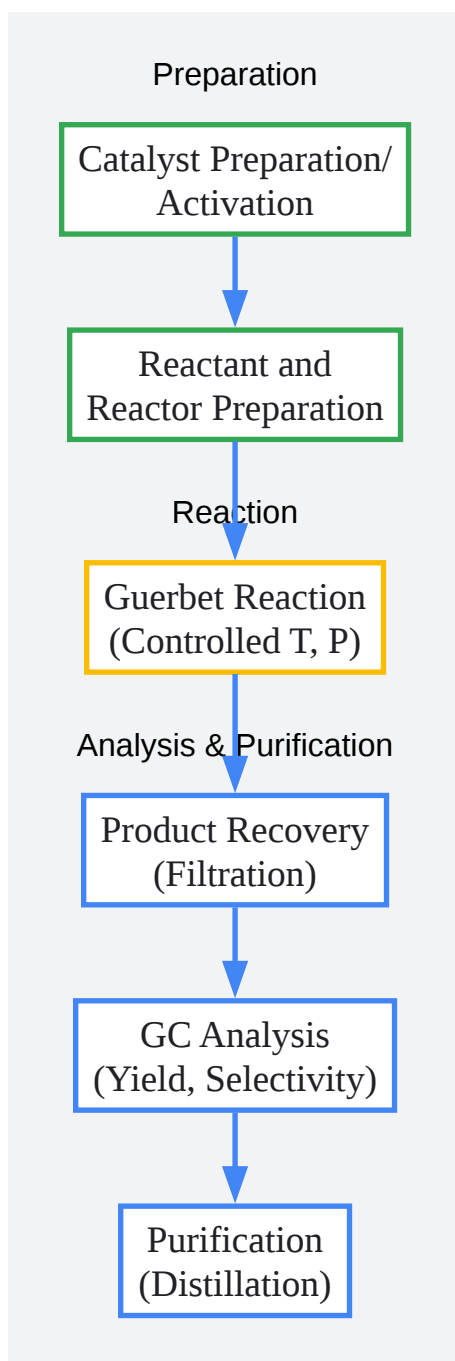 Preparation
Catalyst Preparation/
Activation
Reactant and
Reactor Preparation
Reaction
Guerbet Reaction
(Controlled T, P)
Analysis & Purification
Product Recovery
(Filtration)
GC Analysis
(Yield, Selectivity)
Purification
(Distillation)